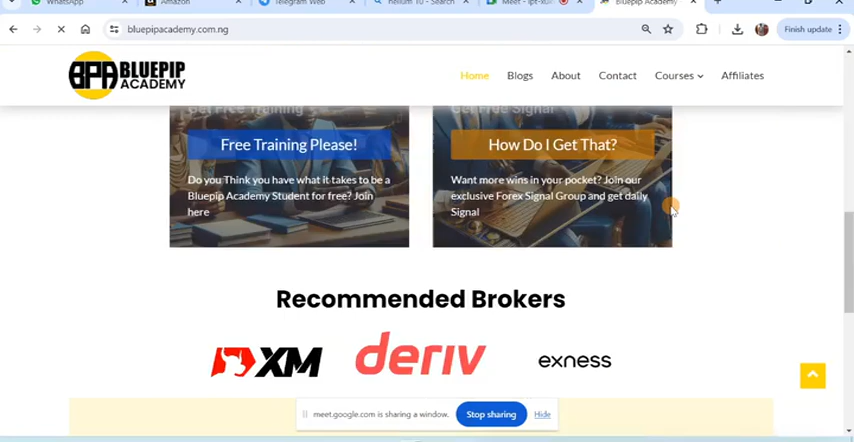 WhatsApp
Amazon
Telegram Web
helium 10 - Search
Bluepip Academy
bluepipacademy.com.ng
Finish update
BPA BLUEPIP
ACADEMY
Home
Blogs
About
Contact
Courses
Affiliates
Get Free Training
Free Training Please!
Do you Think you have what it takes to be a
Bluepip Academy Student for free? Join
here
Get Free Signal
How Do I Get That?
Want more wins in your pocket? Join our
exclusive Forex Signal Group and get daily
Signal
Recommended Brokers
XM
deriv
exness
meet.google.com is sharing a window.
Stop sharing
Hide